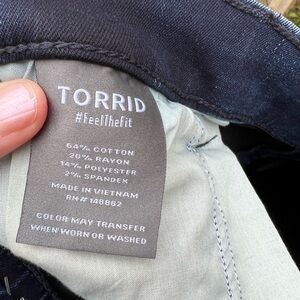 TORRID
#FeelTheFit
64% COTTON
20% RAYON
14% POLYESTER
2% SPANDEX
MADE IN VIETNAM
RN# 148862
COLOR MAY TRANSFER
WHEN WORN OR WASHED